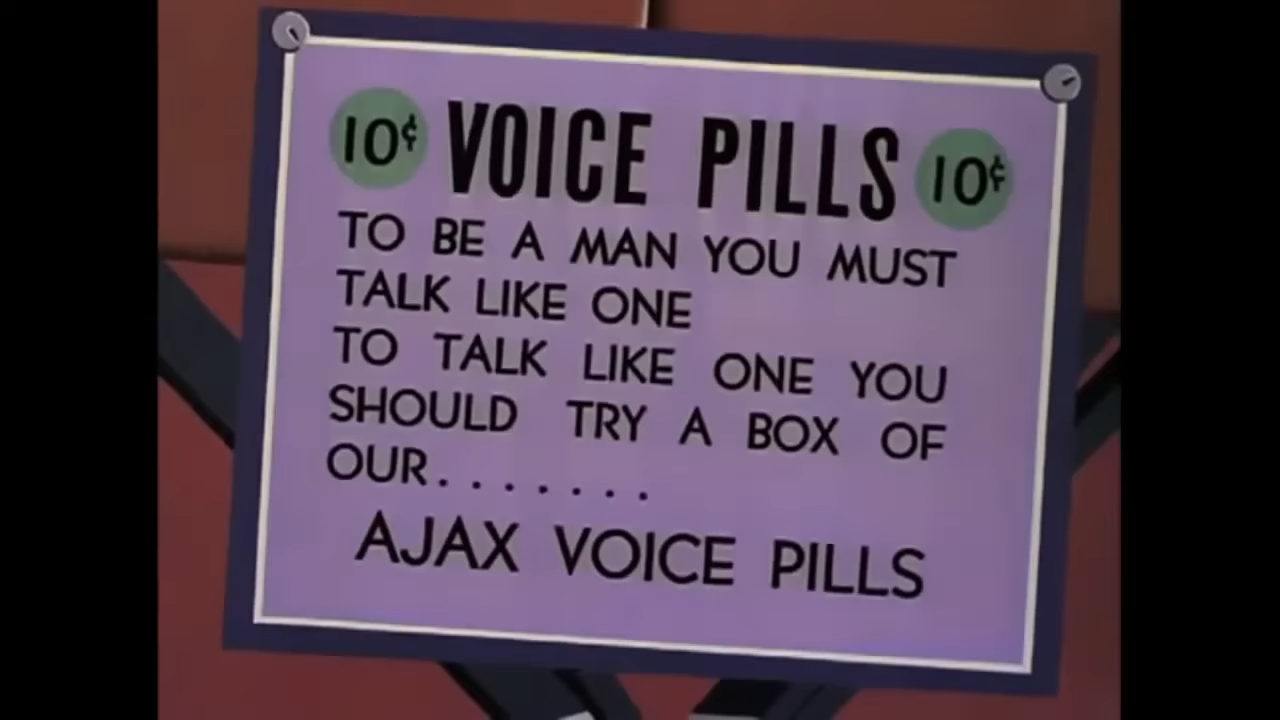 10¢ VOICE PILLS 10¢
TO BE A MAN YOU MUST
TALK LIKE ONE
TO TALK LIKE ONE YOU
SHOULD TRY A BOX OF
OUR.......
AJAX VOICE PILLS